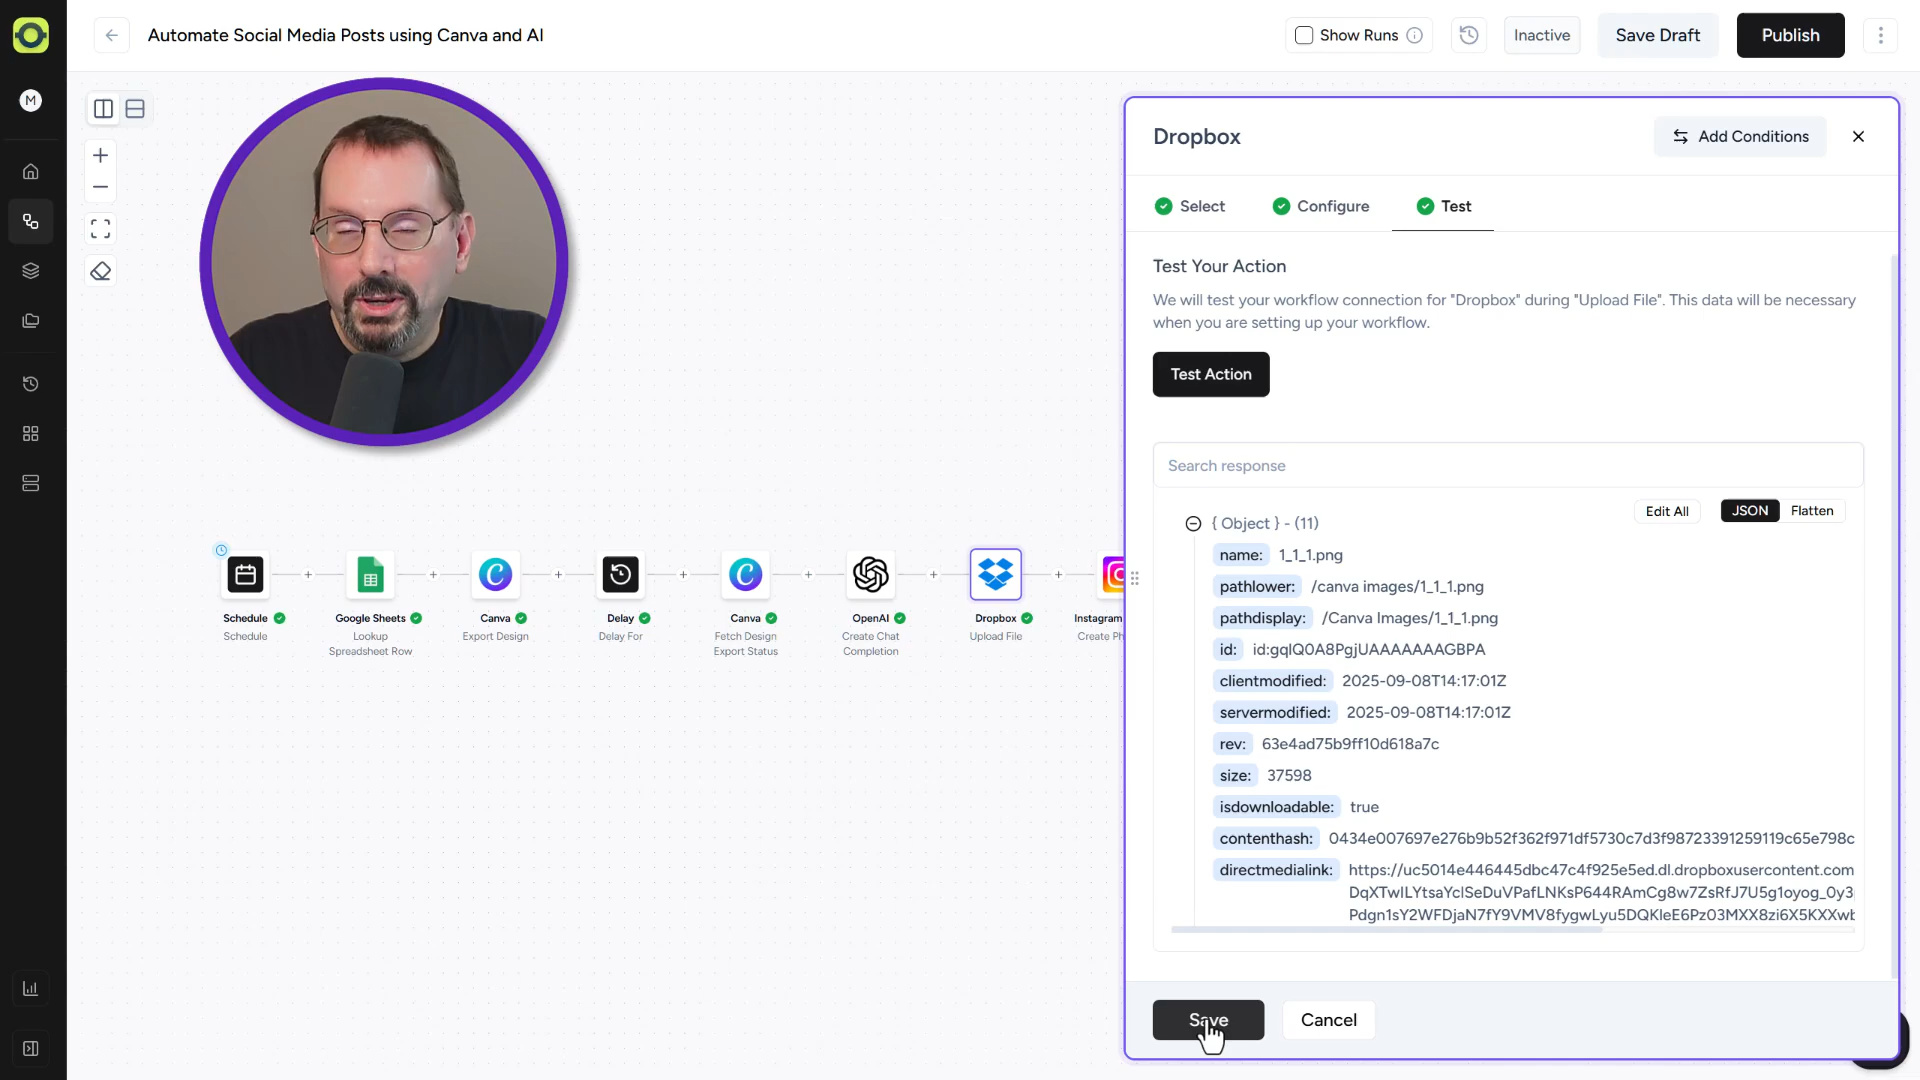 Automate Social Media Posts using Canva and AI
Show Runs
Inactive
Save Draft
Publish
M
Dropbox
Add Conditions
Select
Configure
Test
Test Your Action
We will test your workflow connection for "Dropbox" during "Upload File". This data will be necessary
when you are setting up your workflow.
Test Action
Search response
Edit All
JSON
Flatten
{ Object } - (11)
name: 1_1_1.png
pathlower: /canva images/1_1_1.png
pathdisplay: /Canva Images/1_1_1.png
id: id:gqlQ0A8PgjUAAAAAAAGBPA
clientmodified: 2025-09-08T14:17:01Z
servermodified: 2025-09-08T14:17:01Z
rev: 63e4ad75b9ff10d618a7c
size: 37598
isdownloadable: true
contenthash: 0434e007697e276b9b52f362f971df5730c7d3f98723391259119c65e798c
directmedialink: https://uc5014e446445dbc47c4f925e5ed.dl.dropboxusercontent.com
DqXTwILYtsaYclSeDuVPafLNKsP644RAmCg8w7ZsRfJ7U5g1oyog_0y3
Pdgn1sY2WFDjaN7fY9VMV8fygwLyu5DQKleE6Pz03MXX8zi6X5KXXwb
Save
Cancel
Schedule
Schedule
Google Sheets
Lookup
Spreadsheet Row
Canva
Export Design
Delay
Delay For
Canva
Fetch Design
Export Status
OpenAI
Create Chat
Completion
Dropbox
Upload File
Instagram
Create Ph